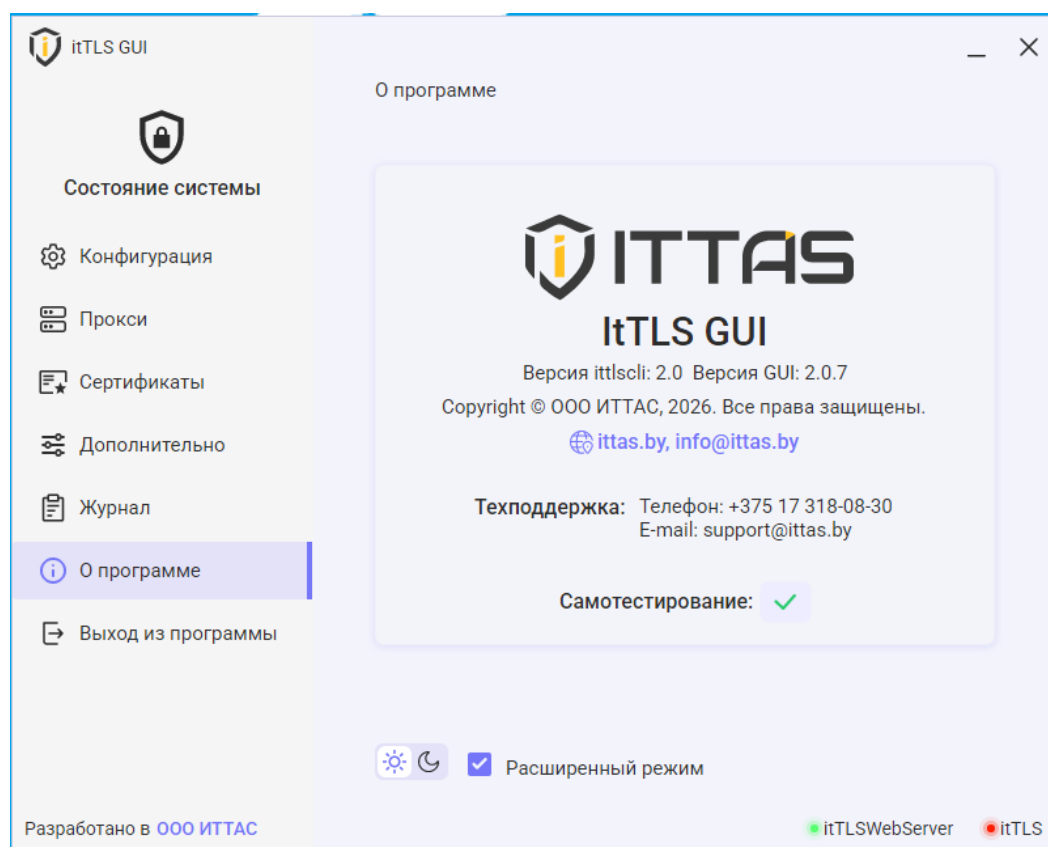 itTLS GUI
О программе
Состояние системы
Конфигурация
Прокси
Сертификаты
Дополнительно
Журнал
О программе
Выход из программы
ITTAS
ItTLS GUI
Версия ittlscli: 2.0 Версия GUI: 2.0.7
Copyright © ООО ИТТАС, 2026. Все права защищены.
ittas.by, info@ittas.by
Техподдержка: Телефон: +375 17 318-08-30
E-mail: support@ittas.by
Самотестирование:
Расширенный режим
Разработано в ООО ИТТАС
itTLSWebServer
itTLS